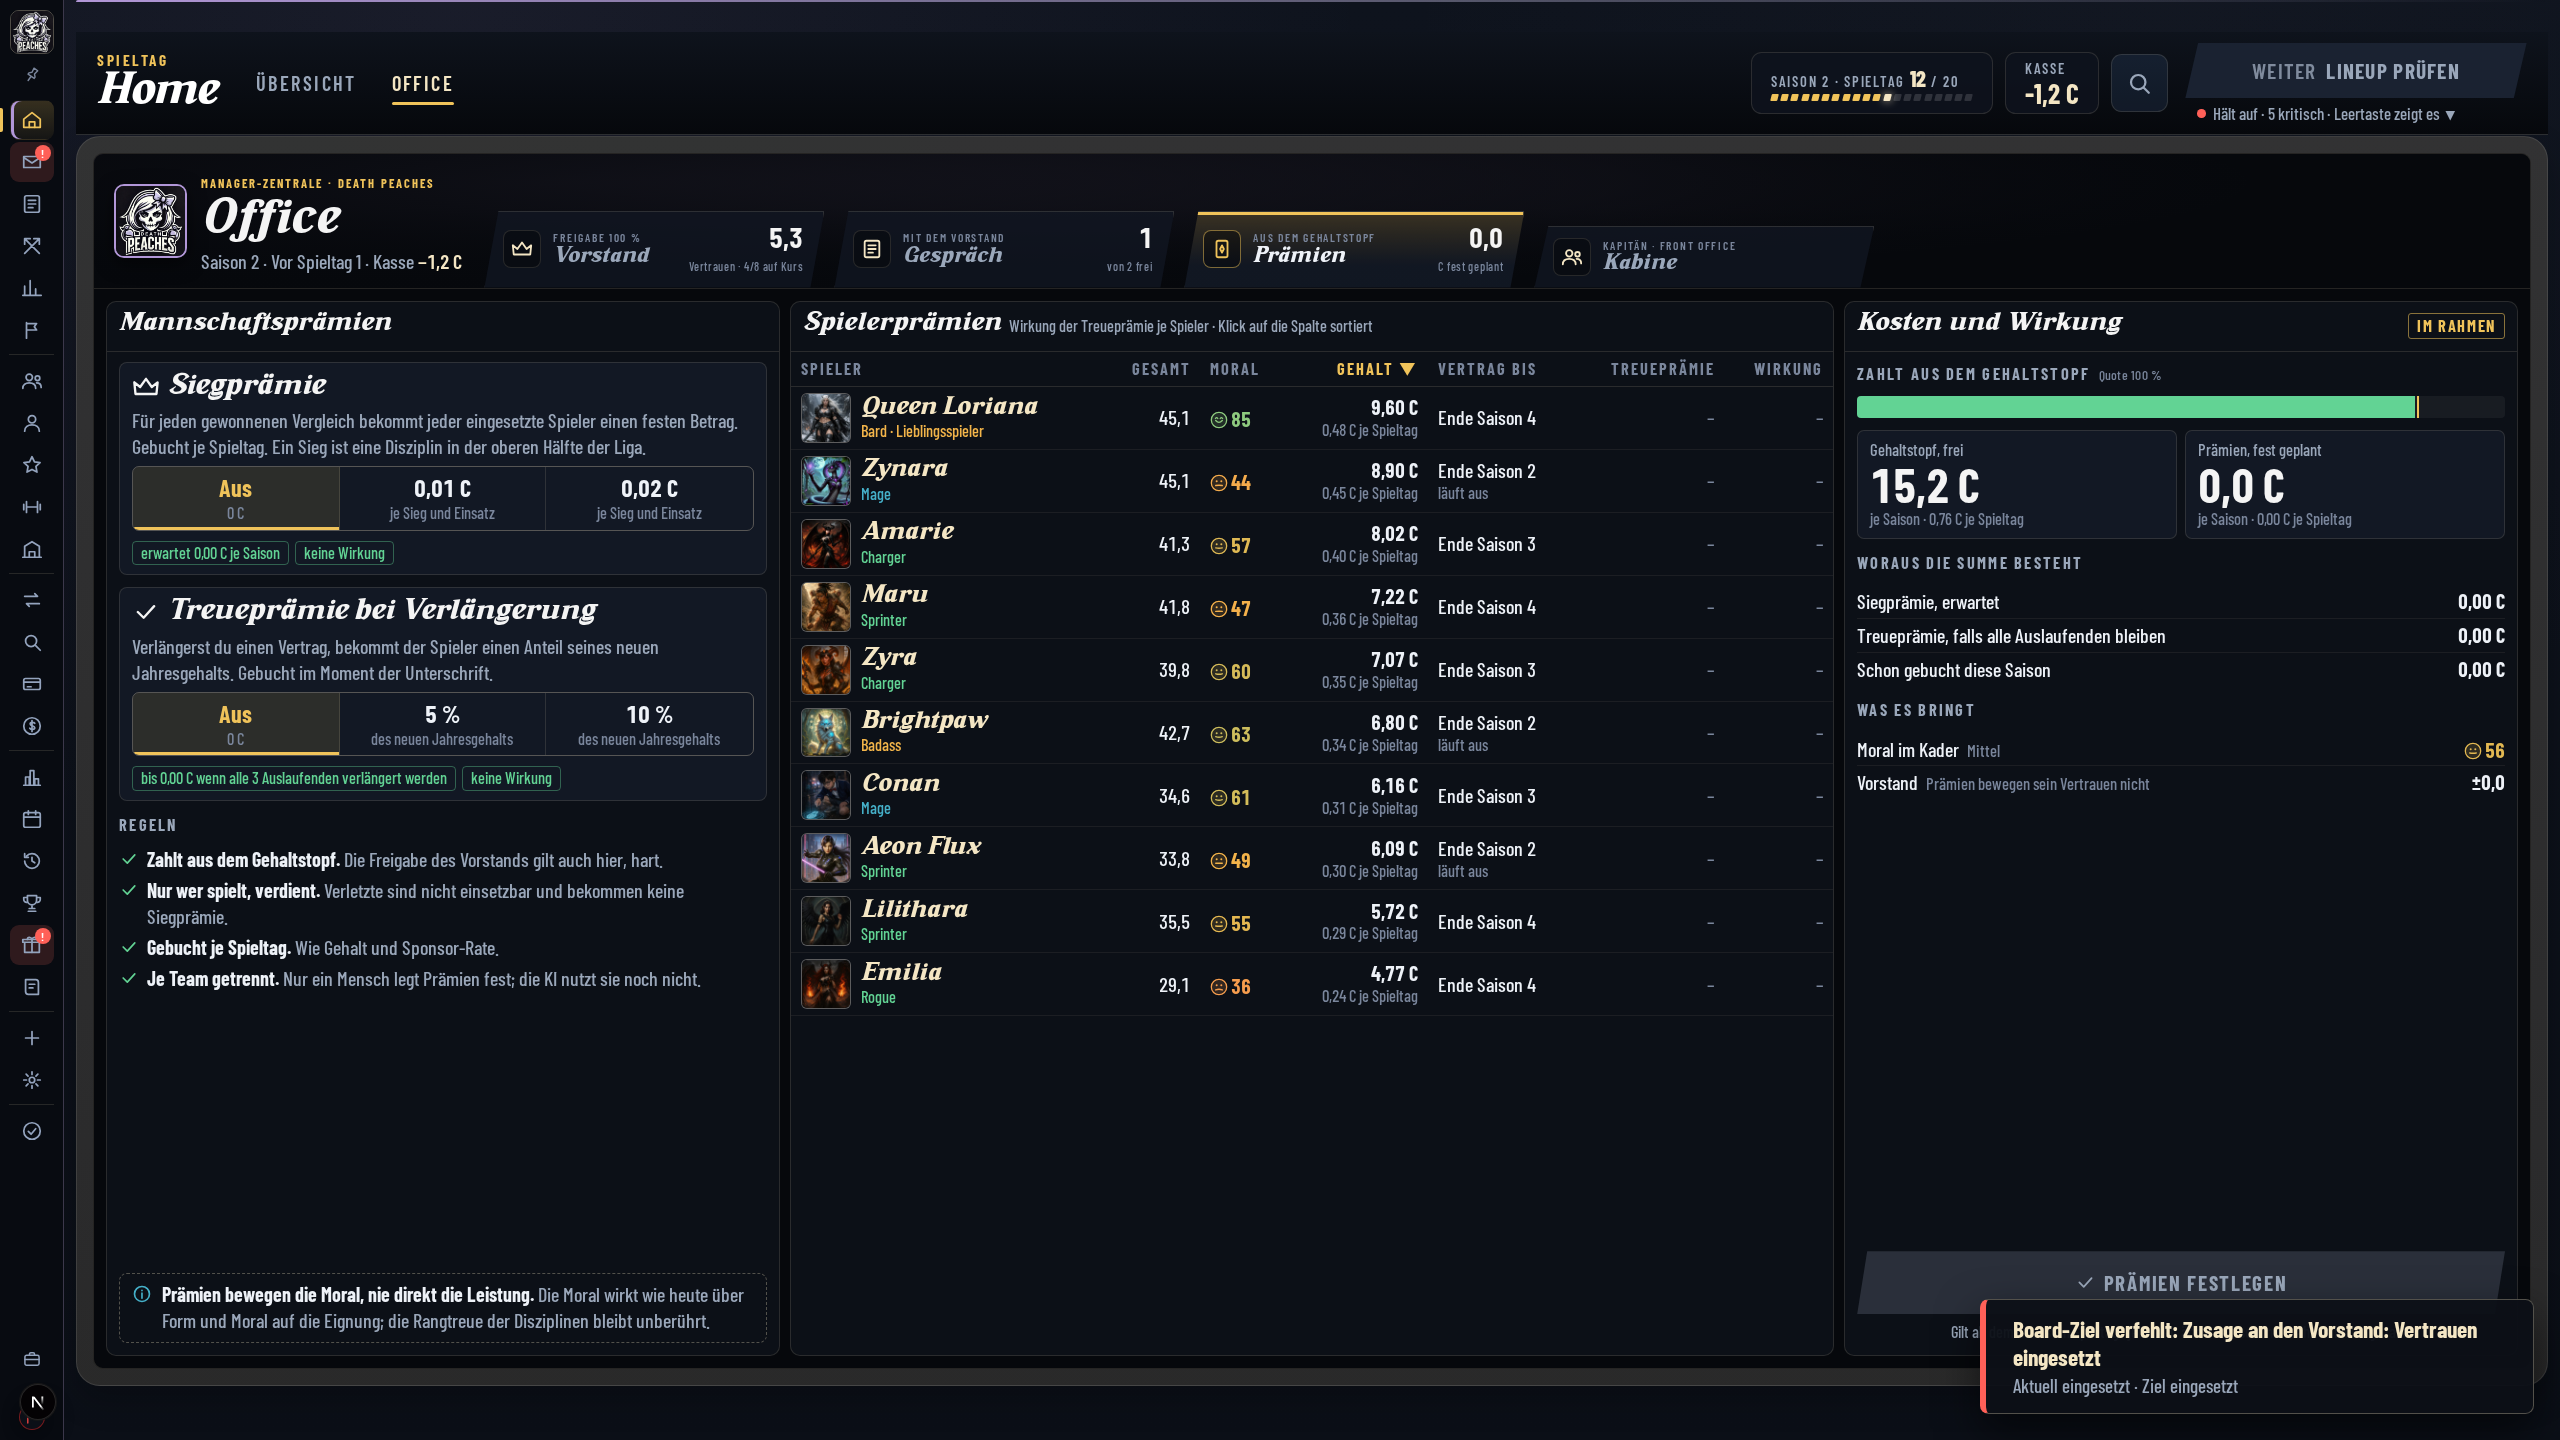 SPIELTAG
Home
ÜBERSICHT
OFFICE
SAISON 2 · SPIELTAG 12 / 20
KASSE
-1,2 C
WEITER LINEUP PRÜFEN
Hält auf · 5 kritisch · Leertaste zeigt es ▼
MANAGER-ZENTRALE · DEATH PEACHES
Office
Saison 2 · Vor Spieltag 1 · Kasse −1,2 C
FREIGABE 100 %
Vorstand
5,3
Vertrauen · 4/8 auf Kurs
MIT DEM VORSTAND
Gespräch
1
von 2 frei
AUS DEM GEHALTSTOPF
Prämien
0,0
C fest geplant
KAPITÄN · FRONT OFFICE
Kabine
Mannschaftsprämien
Siegprämie
Für jeden gewonnenen Vergleich bekommt jeder eingesetzte Spieler einen festen Betrag.
Gebucht je Spieltag. Ein Sieg ist eine Disziplin in der oberen Hälfte der Liga.
Aus
0 C
0,01 C
je Sieg und Einsatz
0,02 C
je Sieg und Einsatz
erwartet 0,00 C je Saison
keine Wirkung
Treueprämie bei Verlängerung
Verlängerst du einen Vertrag, bekommt der Spieler einen Anteil seines neuen
Jahresgehalts. Gebucht im Moment der Unterschrift.
Aus
0 C
5 %
des neuen Jahresgehalts
10 %
des neuen Jahresgehalts
bis 0,00 C wenn alle 3 Auslaufenden verlängert werden
keine Wirkung
REGELN
Zahlt aus dem Gehaltstopf. Die Freigabe des Vorstands gilt auch hier, hart.
Nur wer spielt, verdient. Verletzte sind nicht einsetzbar und bekommen keine
Siegprämie.
Gebucht je Spieltag. Wie Gehalt und Sponsor-Rate.
Je Team getrennt. Nur ein Mensch legt Prämien fest; die KI nutzt sie noch nicht.
Prämien bewegen die Moral, nie direkt die Leistung. Die Moral wirkt wie heute über
Form und Moral auf die Eignung; die Rangtreue der Disziplinen bleibt unberührt.
Spielerprämien Wirkung der Treueprämie je Spieler · Klick auf die Spalte sortiert
SPIELER GESAMT MORAL GEHALT ▼ VERTRAG BIS TREUEPRÄMIE WIRKUNG
Queen Loriana 45,1 85 9,60 C Ende Saison 4 – –
Bard · Lieblingsspieler 0,48 C je Spieltag
Zynara 45,1 44 8,90 C Ende Saison 2 – –
Mage 0,45 C je Spieltag läuft aus
Amarie 41,3 57 8,02 C Ende Saison 3 – –
Charger 0,40 C je Spieltag
Maru 41,8 47 7,22 C Ende Saison 4 – –
Sprinter 0,36 C je Spieltag
Zyra 39,8 60 7,07 C Ende Saison 3 – –
Charger 0,35 C je Spieltag
Brightpaw 42,7 63 6,80 C Ende Saison 2 – –
Badass 0,34 C je Spieltag läuft aus
Conan 34,6 61 6,16 C Ende Saison 3 – –
Mage 0,31 C je Spieltag
Aeon Flux 33,8 49 6,09 C Ende Saison 2 – –
Sprinter 0,30 C je Spieltag läuft aus
Lilithara 35,5 55 5,72 C Ende Saison 4 – –
Sprinter 0,29 C je Spieltag
Emilia 29,1 36 4,77 C Ende Saison 4 – –
Rogue 0,24 C je Spieltag
Kosten und Wirkung
IM RAHMEN
ZAHLT AUS DEM GEHALTSTOPF Quote 100 %
Gehaltstopf, frei
15,2 C
je Saison · 0,76 C je Spieltag
Prämien, fest geplant
0,0 C
je Saison · 0,00 C je Spieltag
WORAUS DIE SUMME BESTEHT
Siegprämie, erwartet 0,00 C
Treueprämie, falls alle Auslaufenden bleiben 0,00 C
Schon gebucht diese Saison 0,00 C
WAS ES BRINGT
Moral im Kader Mittel 56
Vorstand Prämien bewegen sein Vertrauen nicht ±0,0
PRÄMIEN FESTLEGEN
Gilt
Board-Ziel verfehlt: Zusage an den Vorstand: Vertrauen
eingesetzt
Aktuell eingesetzt · Ziel eingesetzt
N